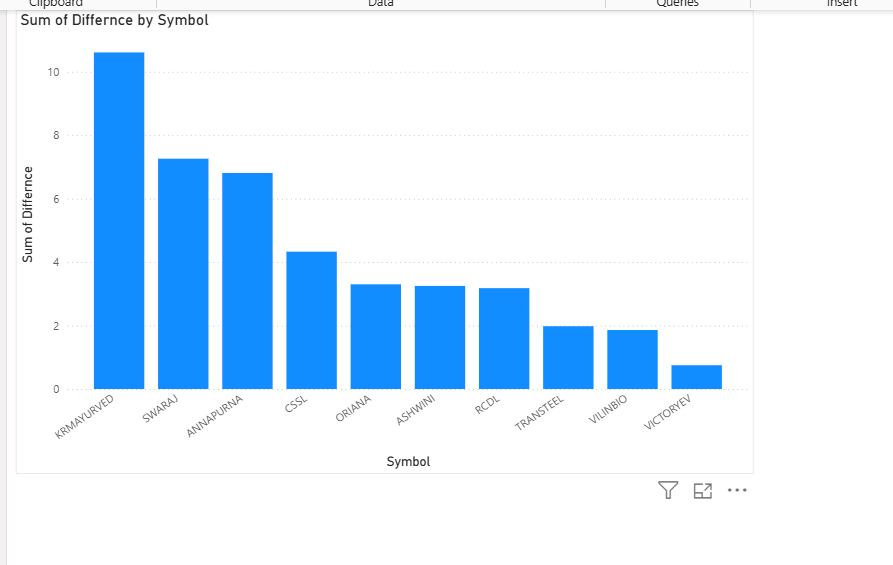 Clipboard Data Queries Insert
Sum of Differnce by Symbol
10
8
6
4
2
0
Sum of Differnce
KRMAYURVED SWARAJ ANNAPURNA CSSL ORIANA ASHWINI RCDL TRANSTEEL VILINBIO VICTORYEV
Symbol